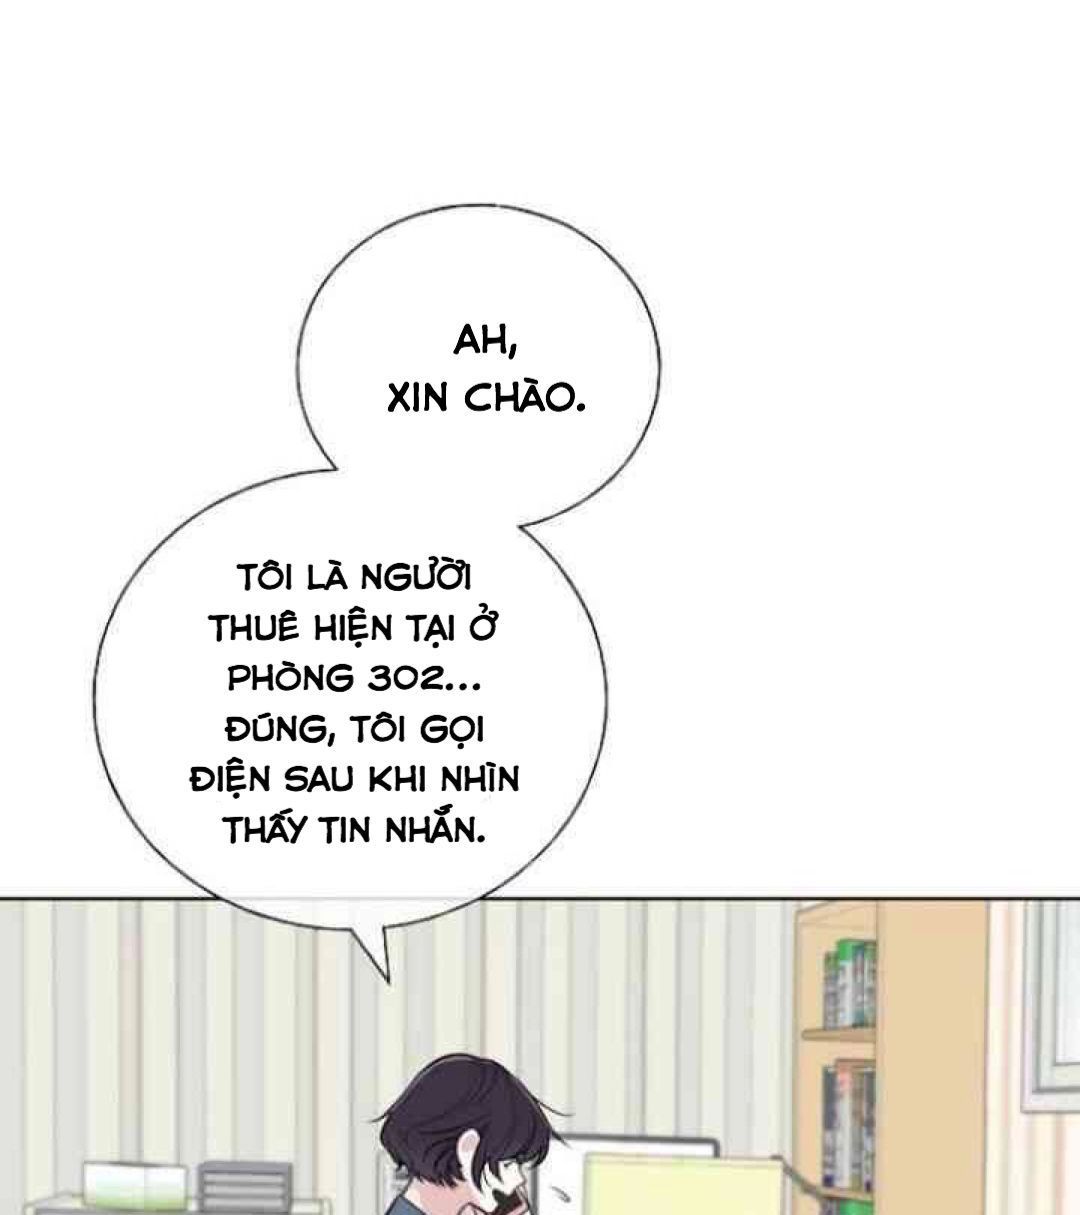 AH,
XIN CHÀO.
TÔI LÀ NGƯỜI
THUÊ HIỆN TẠI Ở
PHÒNG 302...
ĐÚNG, TÔI GỌI
ĐIỆN SAU KHI NHÌN
THẤY TIN NHẮN.